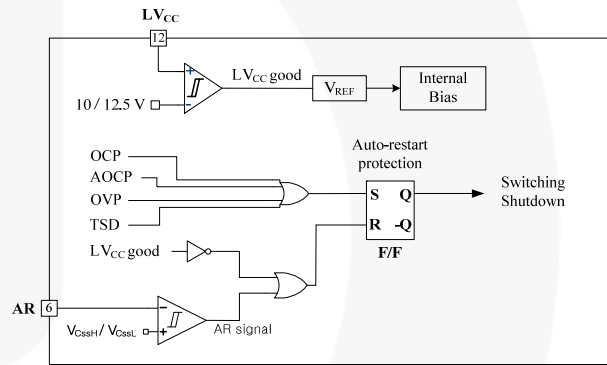 LVCC
12
LVCC good
10 / 12.5 V
VREF
Internal
Bias
Auto-restart
protection
OCP
AOCP
OVP
TSD
S Q
R -Q
F/F
Switching
Shutdown
LVCC good
AR 6
VCssH / VCssL
AR signal
+
-
-
+